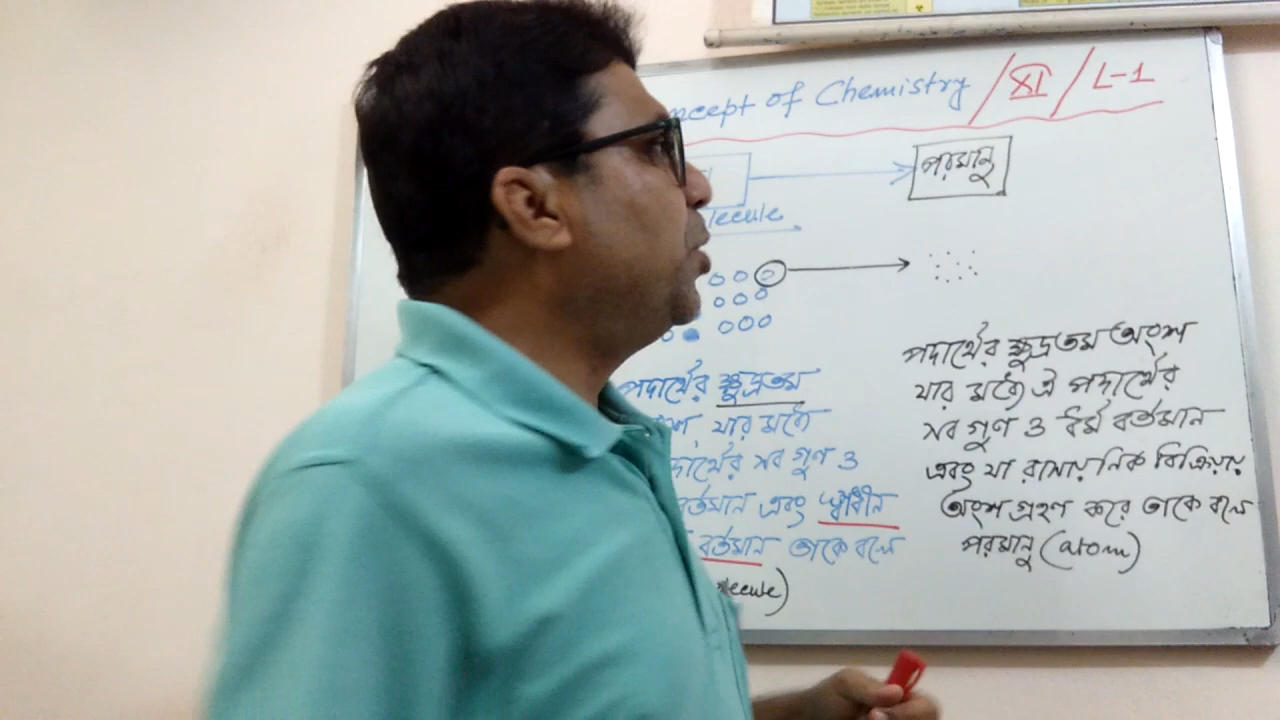 ncept of Chemistry / XI / L-1
পরমানু
lecule
পদার্থের ক্ষুদ্রতম
যার মধ্যে
দার্থের সব গুণ ও
বর্তমান এবং স্বাধীন
বর্তমান তাকে বলে
lecule)
পদার্থের ক্ষুদ্রতম অংশ
যার মধ্যে ঐ পদার্থের
সব গুণ ও ধর্ম বর্তমান
এবং যা রাসায়নিক বিক্রিয়ায়
অংশ গ্রহণ করে তাকে বলে
পরমানু (atom)